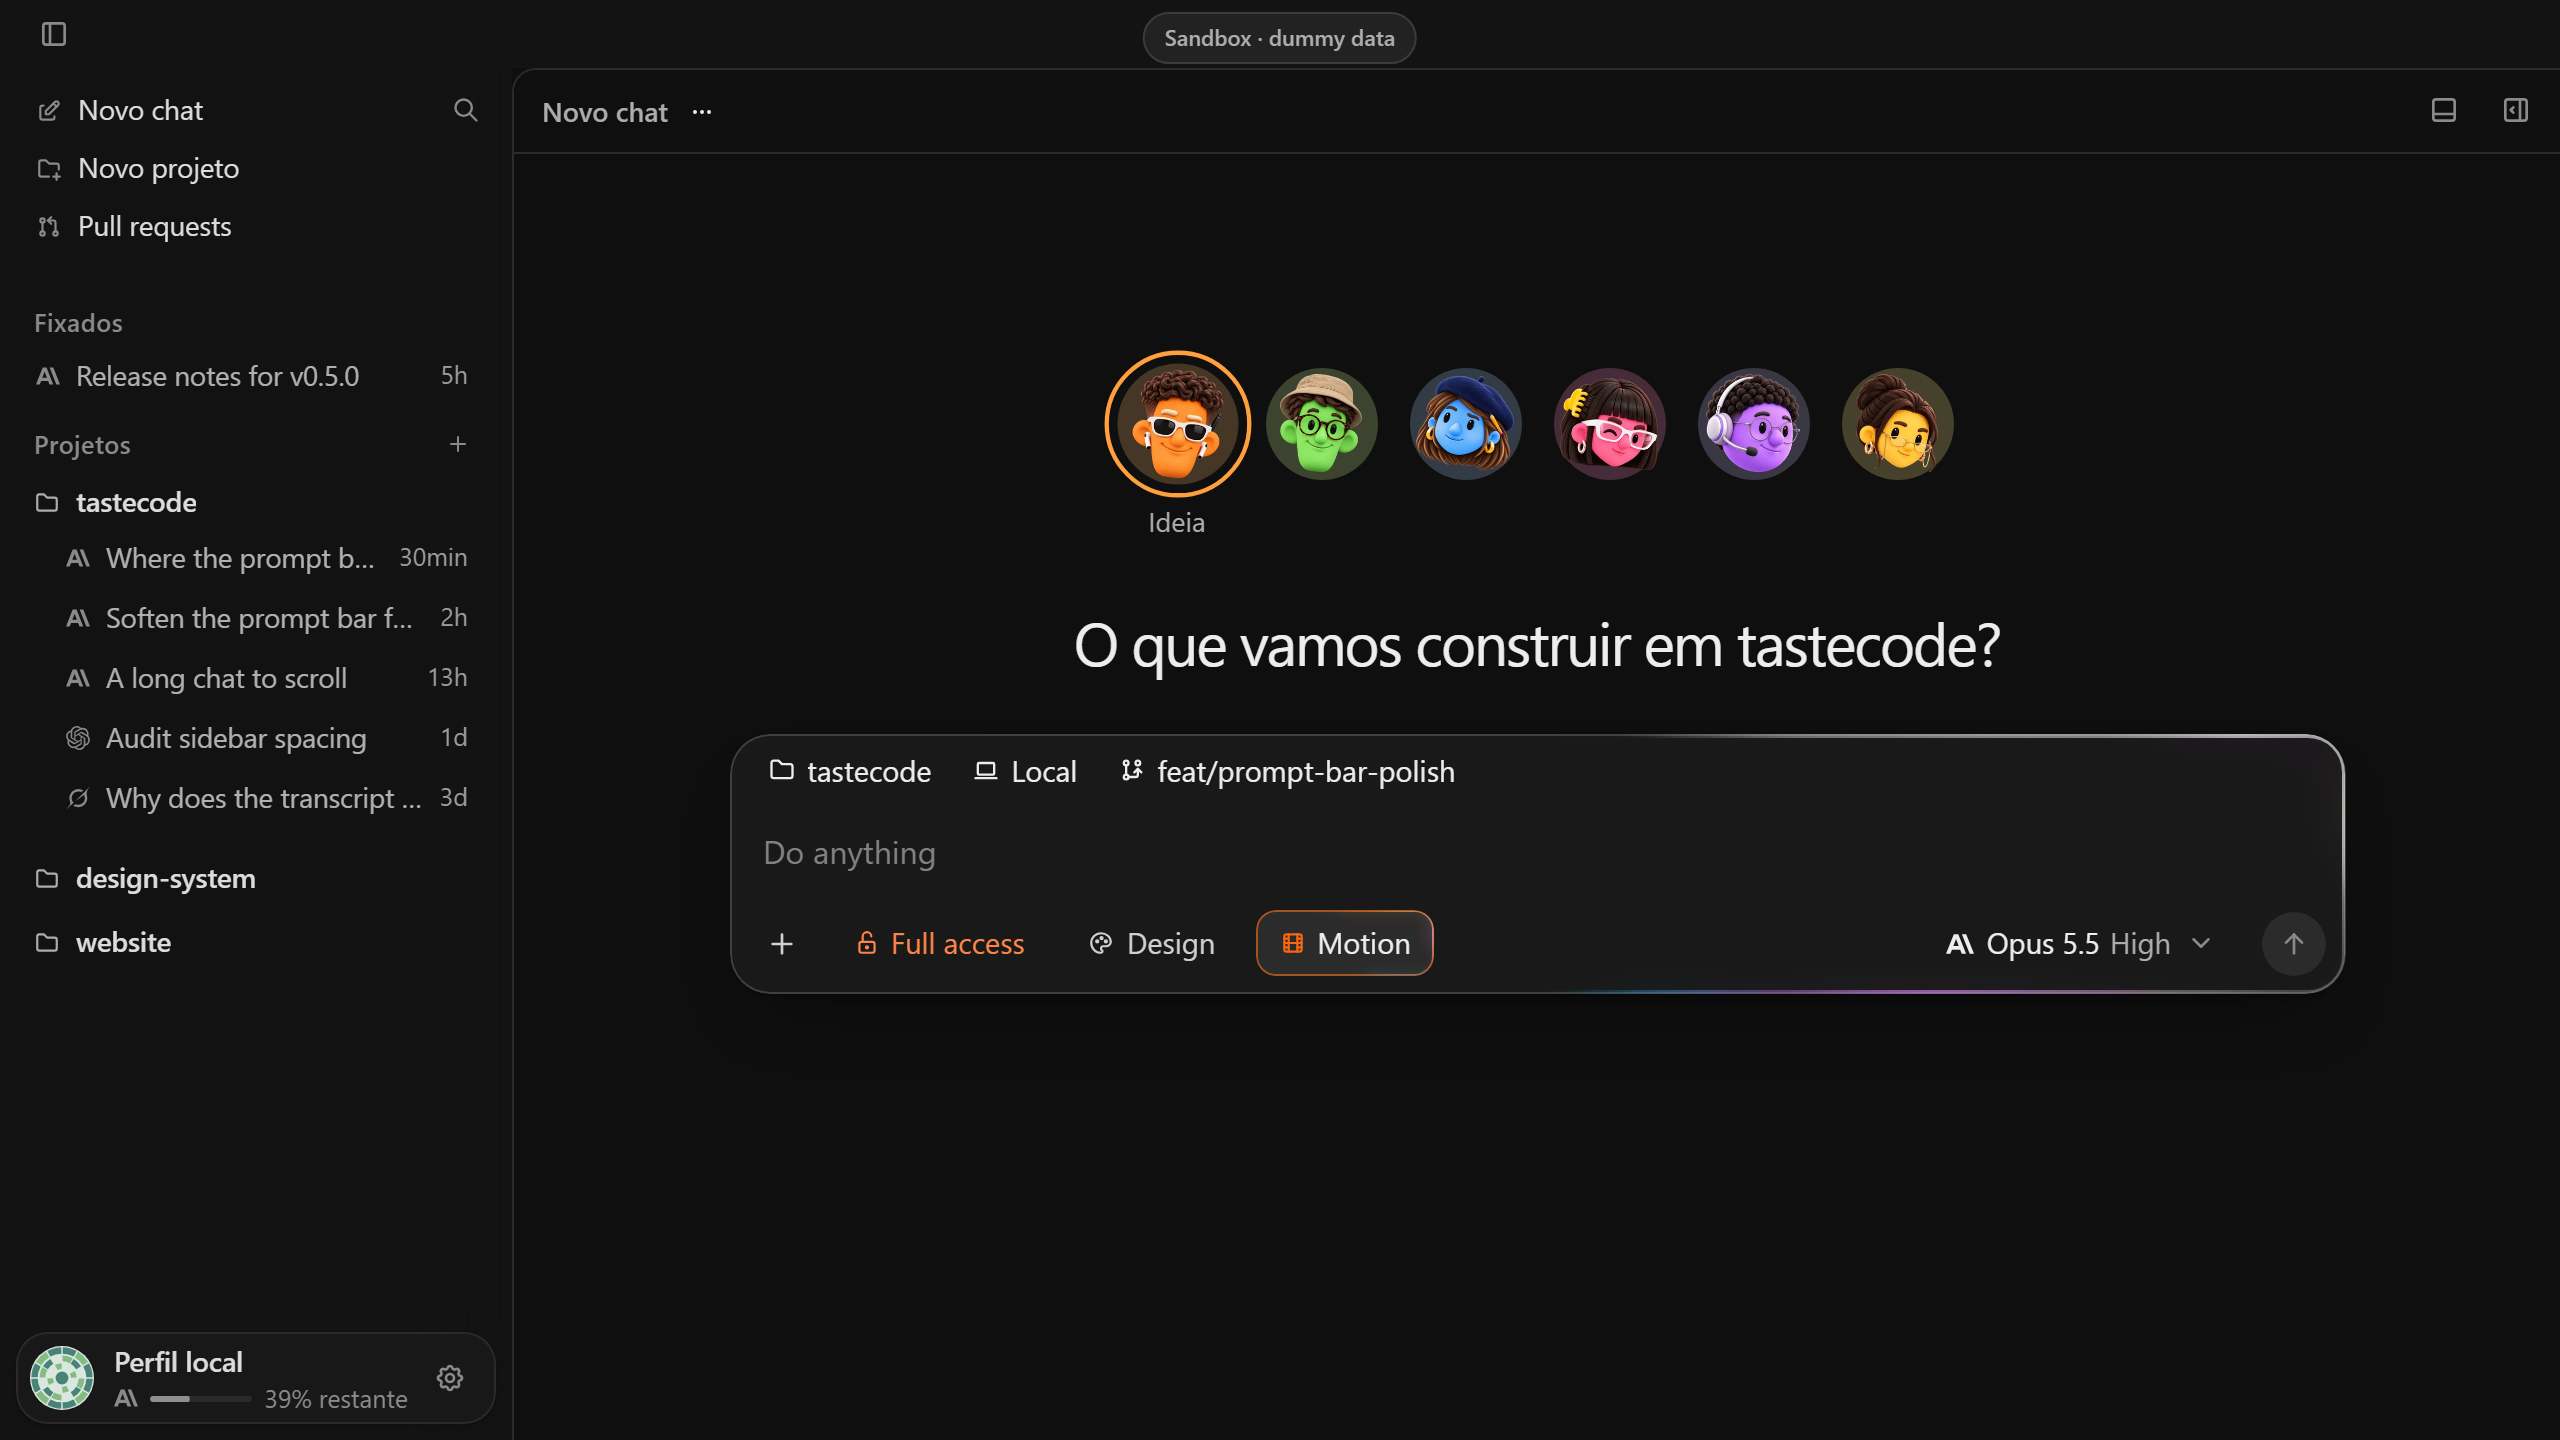 Sandbox · dummy data
Novo chat
Novo projeto
Pull requests
Fixados
Release notes for v0.5.0 5h
Projetos
tastecode
Where the prompt b... 30min
Soften the prompt bar f... 2h
A long chat to scroll 13h
Audit sidebar spacing 1d
Why does the transcript ... 3d
design-system
website
Perfil local
39% restante
Novo chat
Ideia
O que vamos construir em tastecode?
tastecode Local feat/prompt-bar-polish
Do anything
Full access Design Motion Opus 5.5 High